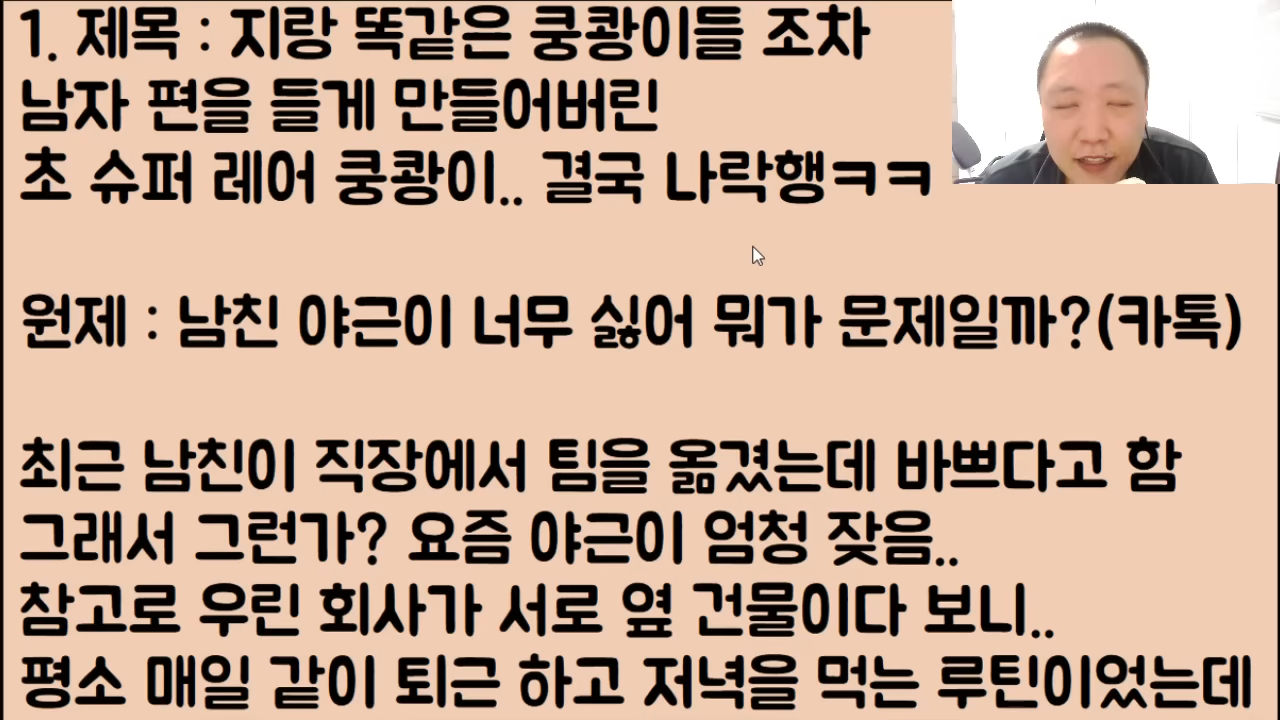 1. 제목 : 지랄 똑같은 쿵쾅이들 조차
남자 편을 들게 만들어버린
초 슈퍼 레어 쿵쾅이.. 결국 나락행ㅋㅋ
원제 : 남친 야근이 너무 싫어 뭐가 문제일까?(카톡)
최근 남친이 직장에서 팀을 옮겼는데 바쁘다고 함
그래서 그런가? 요즘 야근이 엄청 잦음..
참고로 우린 회사가 서로 옆 건물이다 보니..
평소 매일 같이 퇴근 하고 저녁을 먹는 루틴이었는데